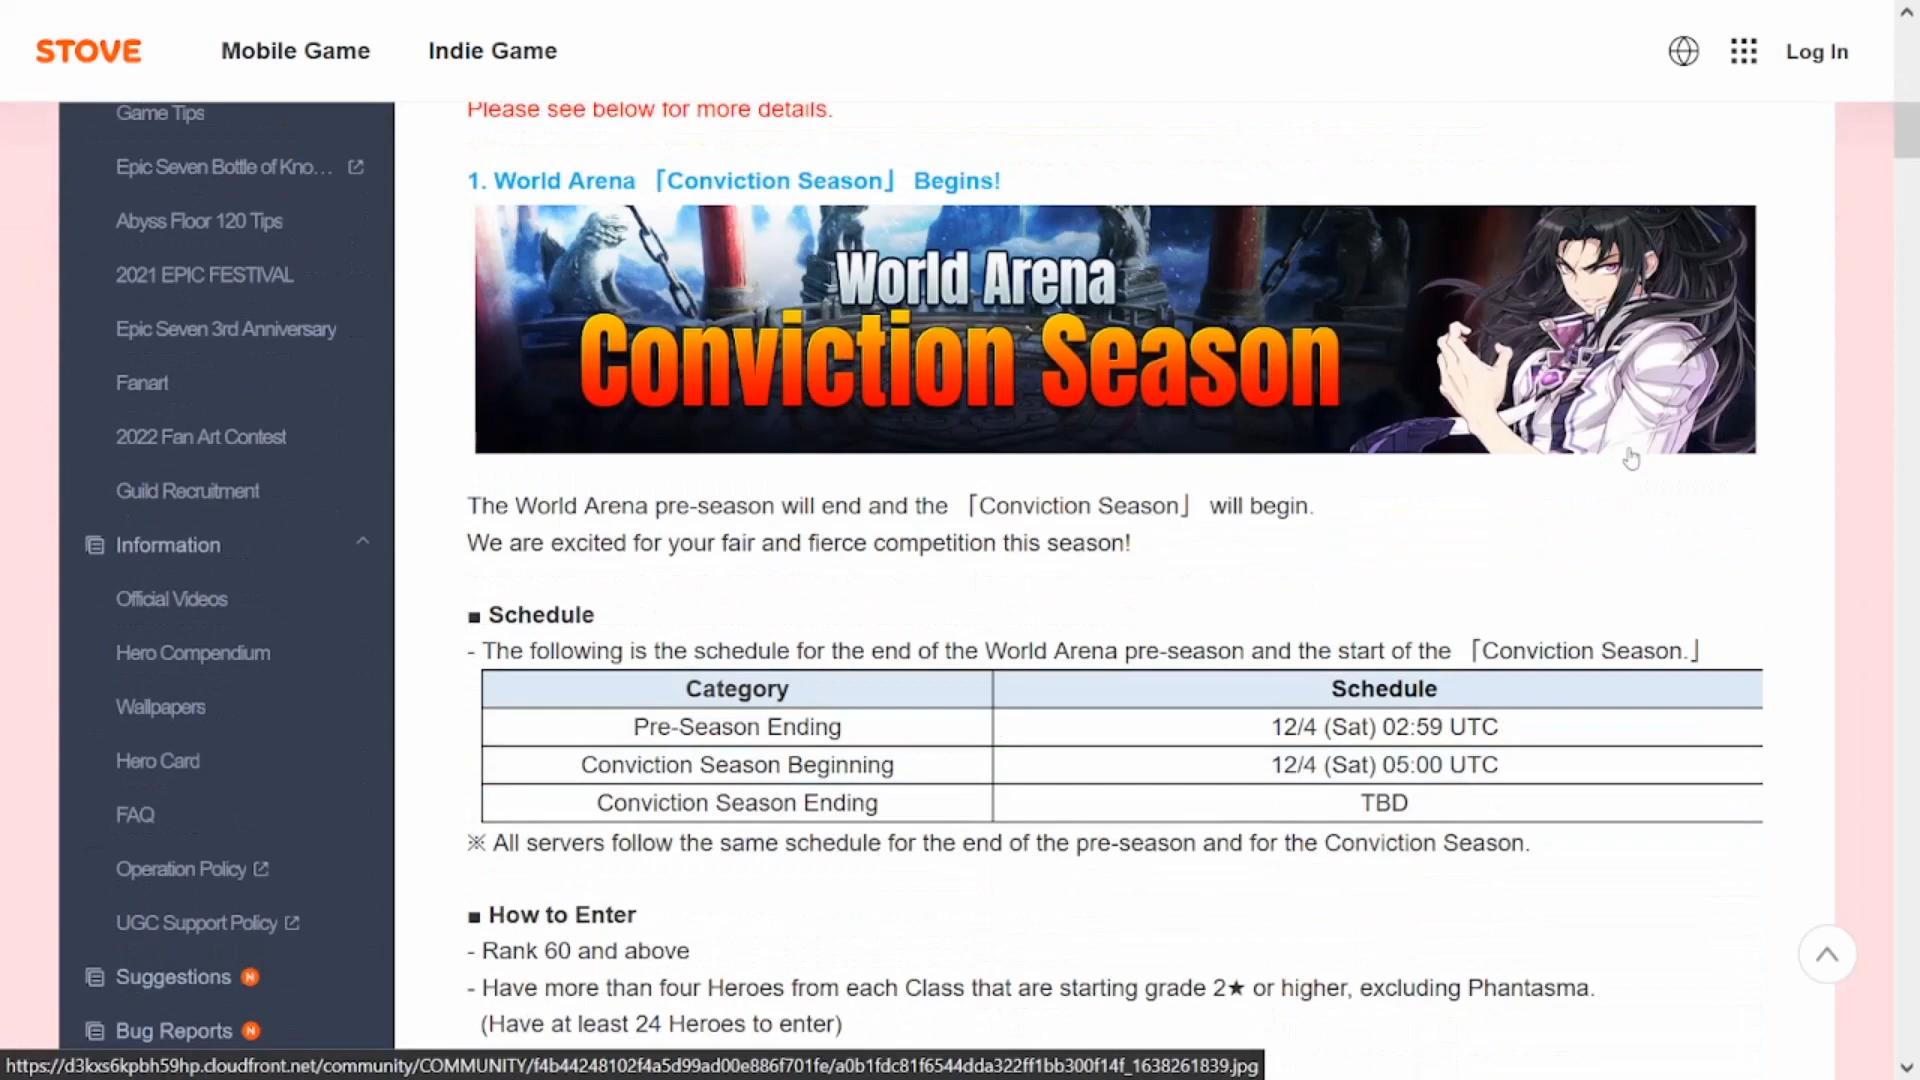 STOVE
Mobile Game
Indie Game
Log In
Game Tips
Epic Seven Bottle of Kno...
Abyss Floor 120 Tips
2021 EPIC FESTIVAL
Epic Seven 3rd Anniversary
Fanart
2022 Fan Art Contest
Guild Recruitment
Information
Official Videos
Hero Compendium
Wallpapers
Hero Card
FAQ
Operation Policy
UGC Support Policy
Suggestions N
Bug Reports N
Please see below for more details.
1. World Arena 「Conviction Season」 Begins!
World Arena
Conviction Season
The World Arena pre-season will end and the 「Conviction Season」 will begin.
We are excited for your fair and fierce competition this season!
■ Schedule
- The following is the schedule for the end of the World Arena pre-season and the start of the 「Conviction Season.」
Category Schedule
Pre-Season Ending 12/4 (Sat) 02:59 UTC
Conviction Season Beginning 12/4 (Sat) 05:00 UTC
Conviction Season Ending TBD
※ All servers follow the same schedule for the end of the pre-season and for the Conviction Season.
■ How to Enter
- Rank 60 and above
- Have more than four Heroes from each Class that are starting grade 2★ or higher, excluding Phantasma.
(Have at least 24 Heroes to enter)
https://d3kxs6kpbh59hp.cloudfront.net/community/COMMUNITY/f4b44248102f4a5d99ad00e886f701fe/a0b1fdc81f6544dda322ff1bb300f14f_1638261839.jpg